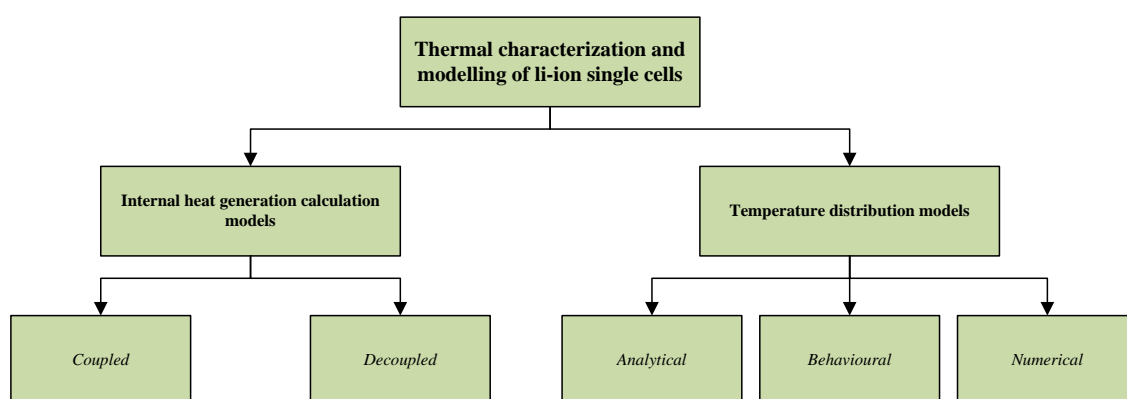 Thermal characterization and
modelling of li-ion single cells
Internal heat generation calculation
models
Temperature distribution models
Coupled
Decoupled
Analytical
Behavioural
Numerical